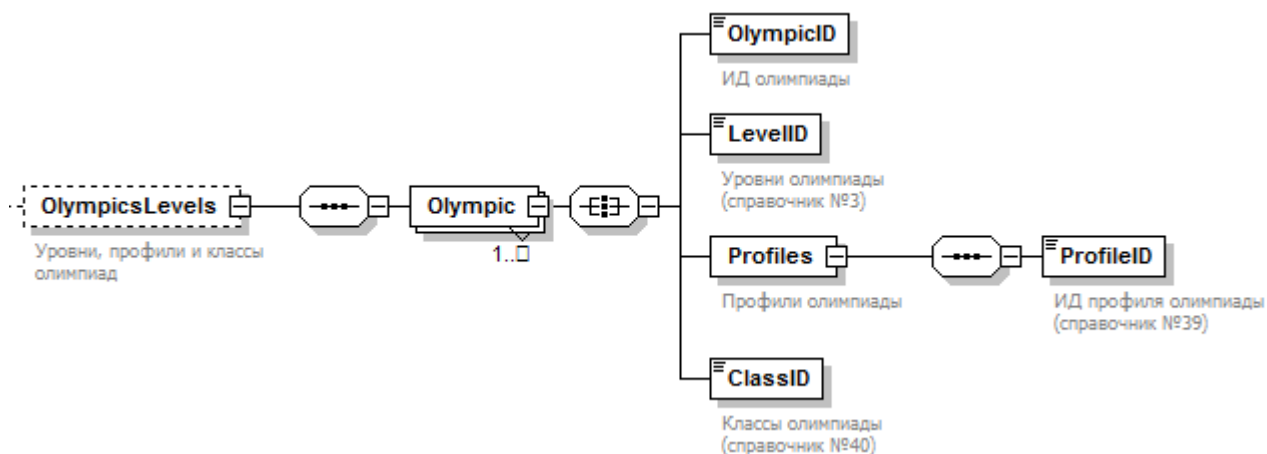 OlympicID
ИД олимпиады
LevelID
Уровни олимпиады
(справочник №3)
OlympicsLevels
Уровни, профили и классы
олимпиад
Olympic
1..□
Profiles
Профили олимпиады
ProfileID
ИД профиля олимпиады
(справочник №39)
ClassID
Классы олимпиады
(справочник №40)